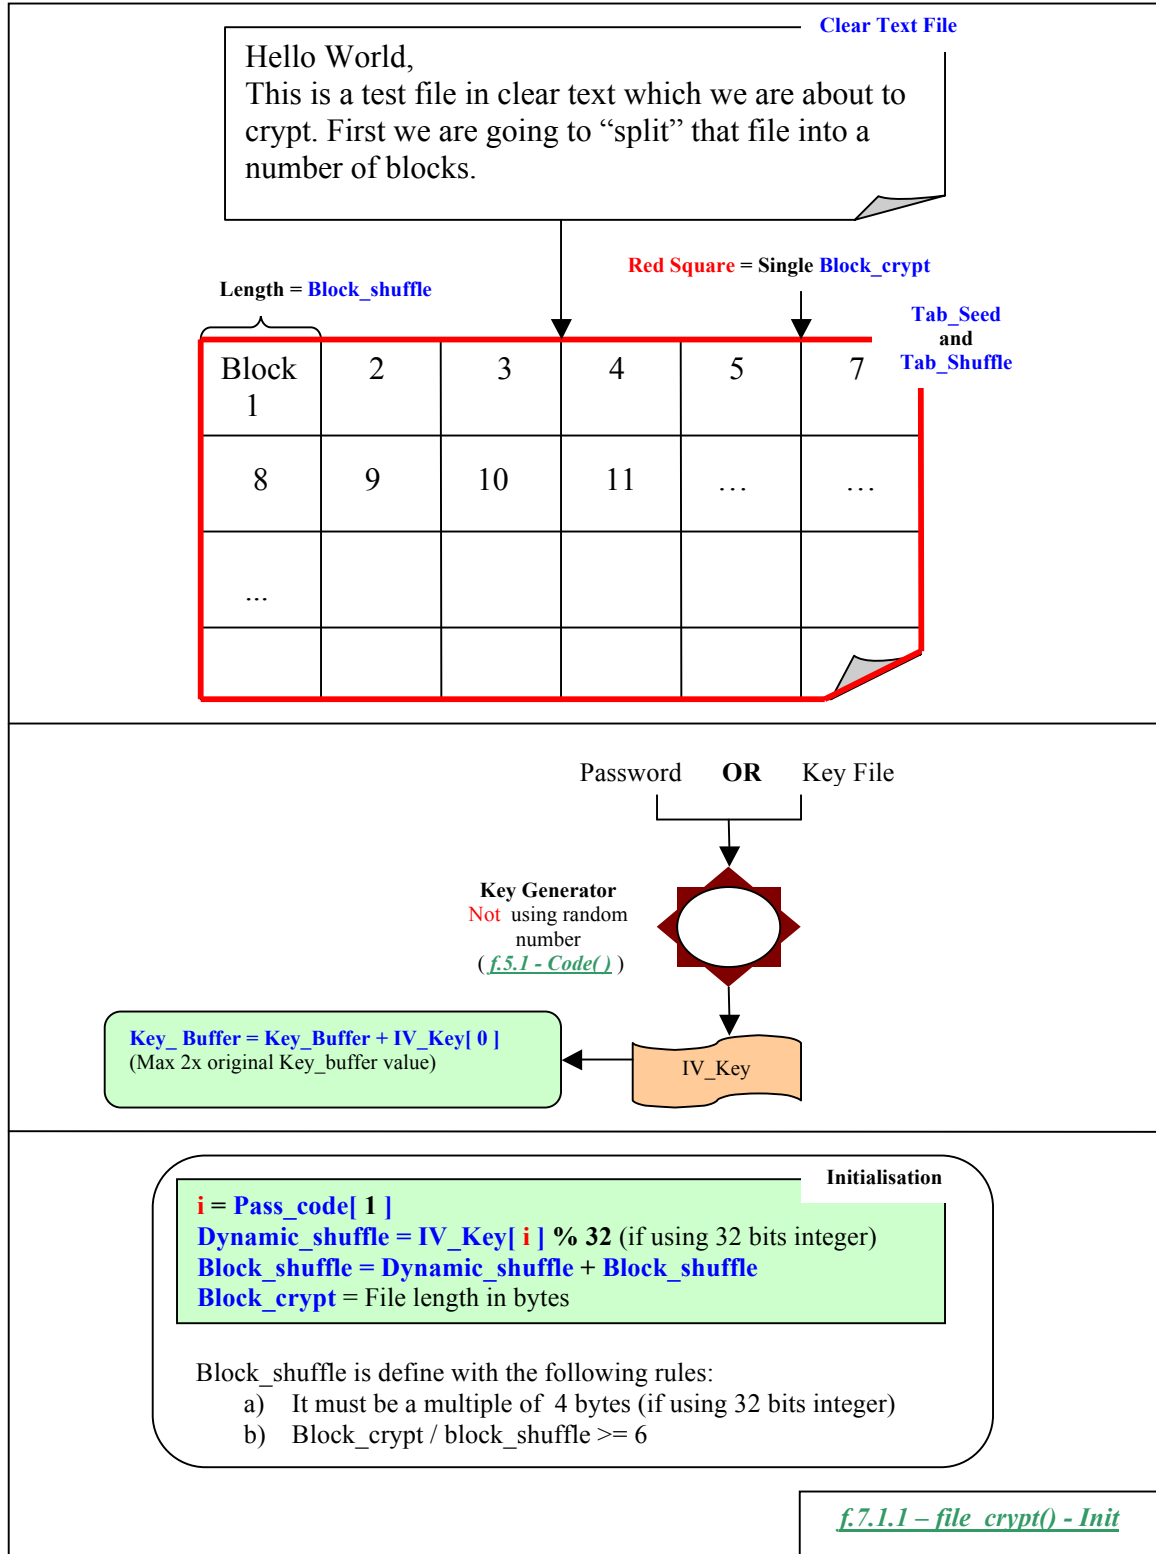 Clear Text File
Hello World,
This is a test file in clear text which we are about to
crypt. First we are going to “split” that file into a
number of blocks.
Red Square = Single Block_crypt
Length = Block_shuffle
Tab_Seed
and
Tab_Shuffle
Block
1
2
3
4
5
7
8
9
10
11
…
…
...
Password OR Key File
Key Generator
Not using random
number
( f.5.1 - Code( ) )
Key_ Buffer = Key_Buffer + IV_Key[ 0 ]
(Max 2x original Key_buffer value)
IV_Key
Initialisation
i = Pass_code[ 1 ]
Dynamic_shuffle = IV_Key[ i ] % 32 (if using 32 bits integer)
Block_shuffle = Dynamic_shuffle + Block_shuffle
Block_crypt = File length in bytes
Block_shuffle is define with the following rules:
a) It must be a multiple of 4 bytes (if using 32 bits integer)
b) Block_crypt / block_shuffle >= 6
f.7.1.1 – file_crypt() - Init